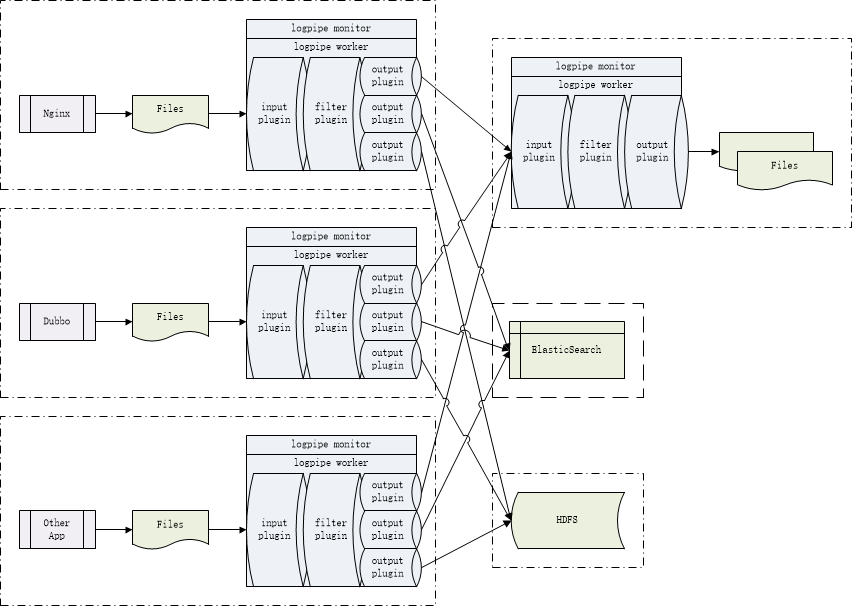 logpipe monitor
logpipe worker
Nginx
Files
input
plugin
filter
plugin
output
plugin
output
plugin
output
plugin
logpipe monitor
logpipe worker
input
plugin
filter
plugin
output
plugin
Files
logpipe monitor
logpipe worker
Dubbo
Files
input
plugin
filter
plugin
output
plugin
output
plugin
output
plugin
ElasticSearch
logpipe monitor
logpipe worker
Other
App
Files
input
plugin
filter
plugin
output
plugin
output
plugin
output
plugin
HDFS